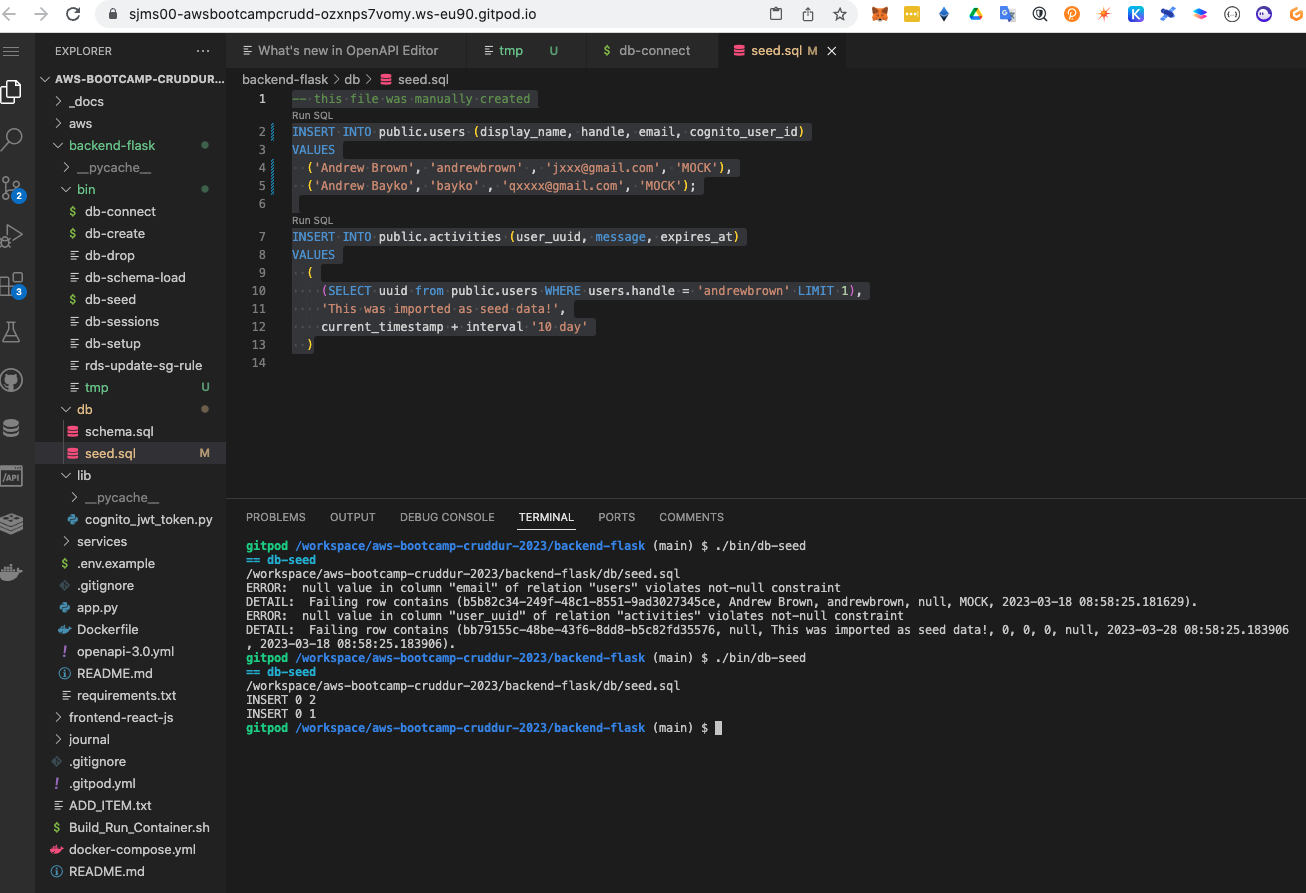 sjms00-awsbootcampcrudd-ozxnps7vomy.ws-eu90.gitpod.io
EXPLORER
AWS-BOOTCAMP-CRUDDUR...
_docs
aws
backend-flask
__pycache__
bin
db-connect
db-create
db-drop
db-schema-load
db-seed
db-sessions
db-setup
rds-update-sg-rule
tmp U
db
schema.sql
seed.sql M
lib
__pycache__
cognito_jwt_token.py
services
.env.example
.gitignore
app.py
Dockerfile
openapi-3.0.yml
README.md
requirements.txt
frontend-react-js
journal
.gitignore
.gitpod.yml
ADD_ITEM.txt
Build_Run_Container.sh
docker-compose.yml
README.md
2
3
/API
What's new in OpenAPI Editor tmp U $ db-connect seed.sql M
backend-flask > db > seed.sql
1 -- this file was manually created
Run SQL
2 INSERT INTO public.users (display_name, handle, email, cognito_user_id)
3 VALUES
4 ('Andrew Brown', 'andrewbrown' , 'jxxx@gmail.com', 'MOCK'),
5 ('Andrew Bayko', 'bayko' , 'qxxxx@gmail.com', 'MOCK');
6
Run SQL
7 INSERT INTO public.activities (user_uuid, message, expires_at)
8 VALUES
9 (
10 (SELECT uuid from public.users WHERE users.handle = 'andrewbrown' LIMIT 1),
11 'This was imported as seed data!',
12 current_timestamp + interval '10 day'
13 )
14
PROBLEMS OUTPUT DEBUG CONSOLE TERMINAL PORTS COMMENTS
gitpod /workspace/aws-bootcamp-cruddur-2023/backend-flask (main) $ ./bin/db-seed
== db-seed
/workspace/aws-bootcamp-cruddur-2023/backend-flask/db/seed.sql
ERROR:  null value in column "email" of relation "users" violates not-null constraint
DETAIL:  Failing row contains (b5b82c34-249f-48c1-8551-9ad3027345ce, Andrew Brown, andrewbrown, null, MOCK, 2023-03-18 08:58:25.181629).
ERROR:  null value in column "user_uuid" of relation "activities" violates not-null constraint
DETAIL:  Failing row contains (bb79155c-48be-43f6-8dd8-b5c82fd35576, null, This was imported as seed data!, 0, 0, 0, null, 2023-03-28 08:58:25.183906
, 2023-03-18 08:58:25.183906).
gitpod /workspace/aws-bootcamp-cruddur-2023/backend-flask (main) $ ./bin/db-seed
== db-seed
/workspace/aws-bootcamp-cruddur-2023/backend-flask/db/seed.sql
INSERT 0 2
INSERT 0 1
gitpod /workspace/aws-bootcamp-cruddur-2023/backend-flask (main) $